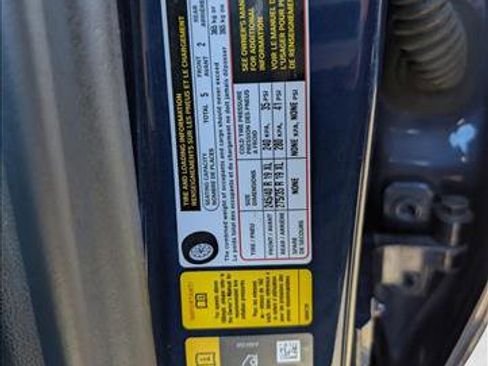 TIRE AND LOADING INFORMATION
RENSEIGNEMENTS SUR LES PNEUS ET LE CHARGEMENT
SEATING CAPACITY
NOMBRE DE PLACES
TOTAL 5
FRONT
AVANT 2
REAR
ARRIÈRE
The combined weight of occupants and cargo should never exceed 365 kg or
Le poids total des occupants et du chargement ne doit jamais dépasser 365 kg ou
TIRE / PNEU
SIZE
DIMENSIONS
COLD TIRE PRESSURE
PRESSION DES PNEUS
À FROID
FRONT / AVANT 245/40 R 19 XL 240 KPA, 35 PSI
REAR / ARRIÈRE 275/35 R 19 XL 280 KPA, 41 PSI
SPARE
DE SECOURS
NONE NONE KPA, NONE PSI
SEE OWNER'S MANUAL
FOR ADDITIONAL
INFORMATION
VOIR LE MANUEL DE
L'USAGER POUR PLUS
DE RENSEIGNEMENTS
IMPORTANT!